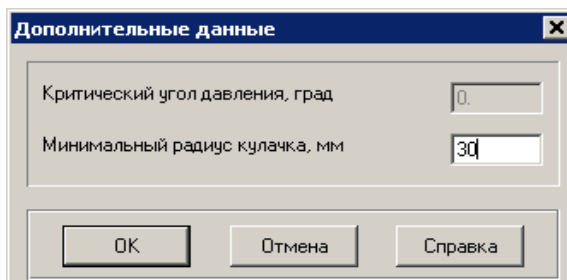 Дополнительные данные
Критический угол давления, град 0.
Минимальный радиус кулачка, мм 30
OK Отмена Справка